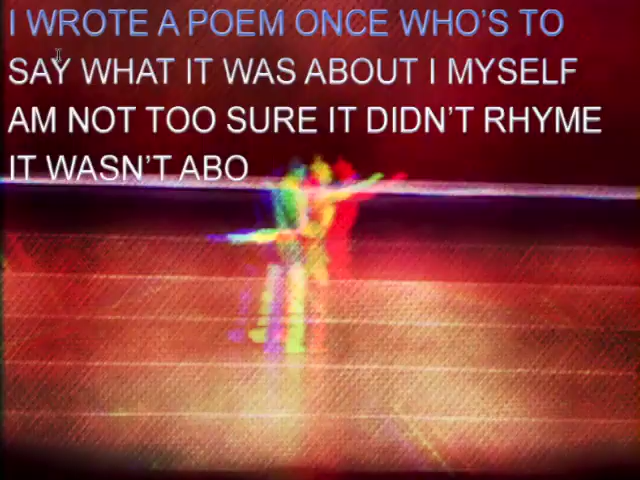 I WROTE A POEM ONCE WHO'S TO
SAY WHAT IT WAS ABOUT I MYSELF
AM NOT TOO SURE IT DIDN'T RHYME
IT WASN'T ABO